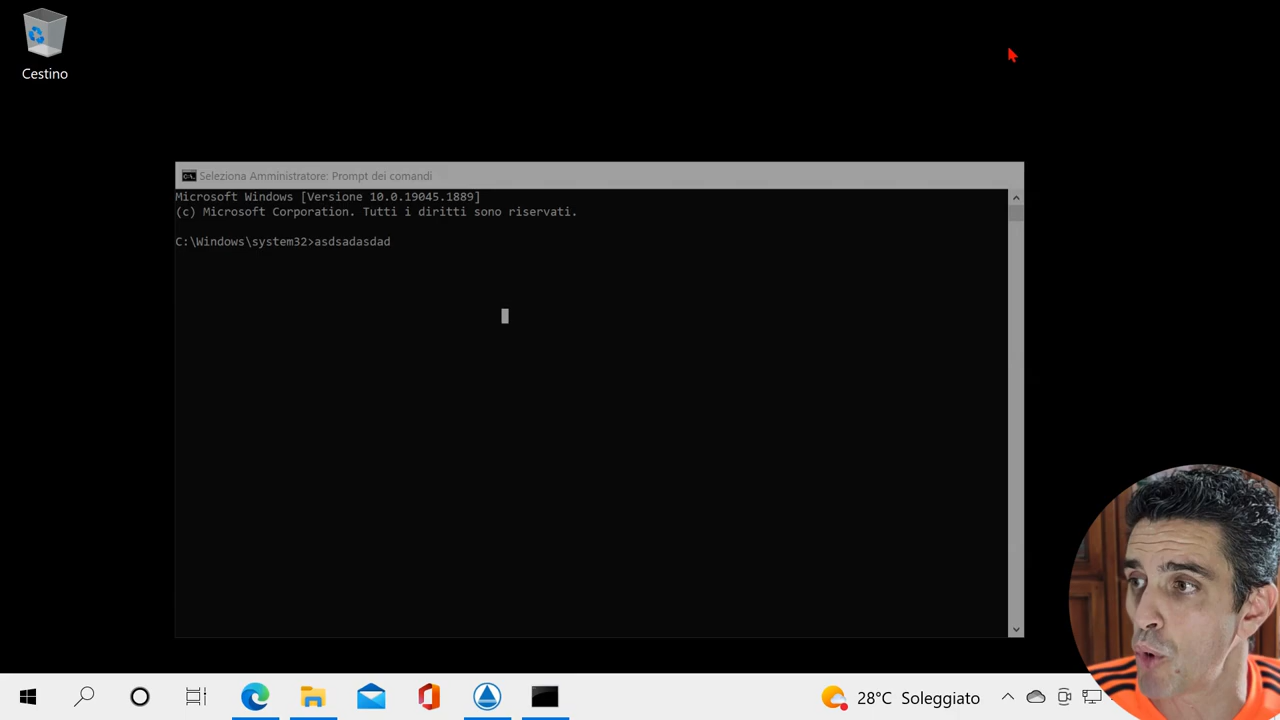 Cestino
Seleziona Amministratore: Prompt dei comandi
Microsoft Windows [Versione 10.0.19045.1889]
(c) Microsoft Corporation. Tutti i diritti sono riservati.
C:\Windows\system32>asdsadasdad
28°C Soleggiato